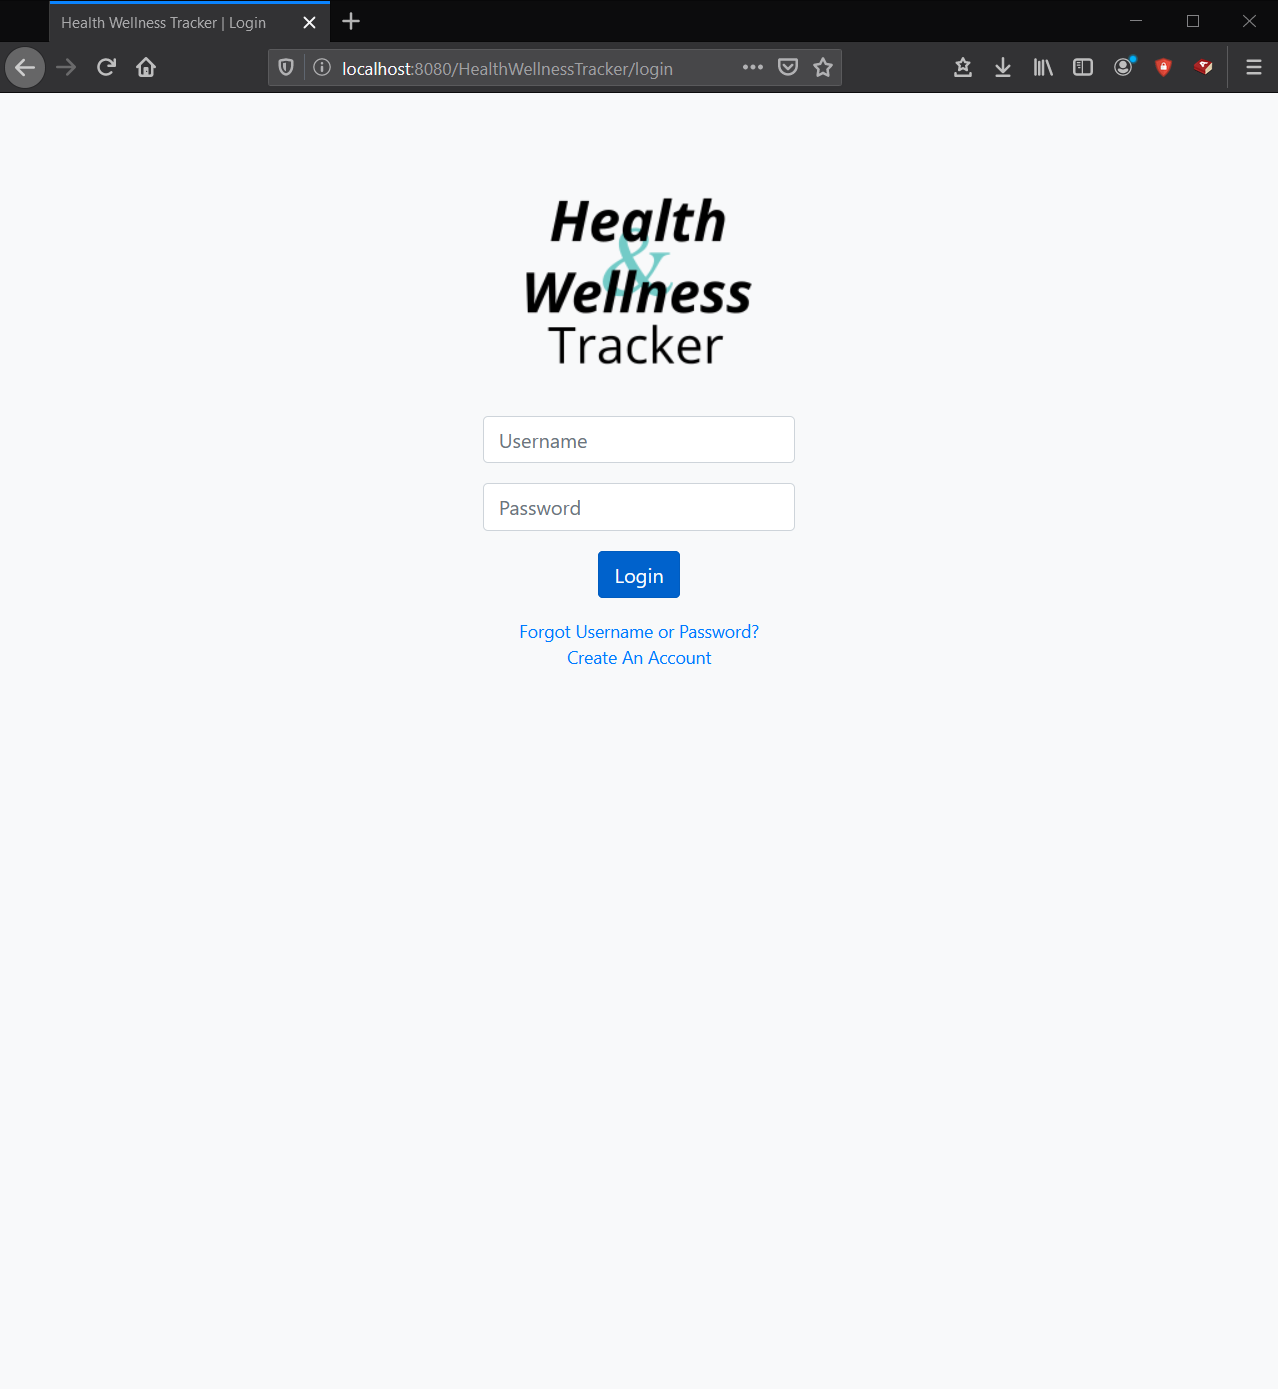 Health Wellness Tracker | Login
localhost:8080/HealthWellnessTracker/login
Health
&
Wellness
Tracker
Username
Password
Login
Forgot Username or Password?
Create An Account